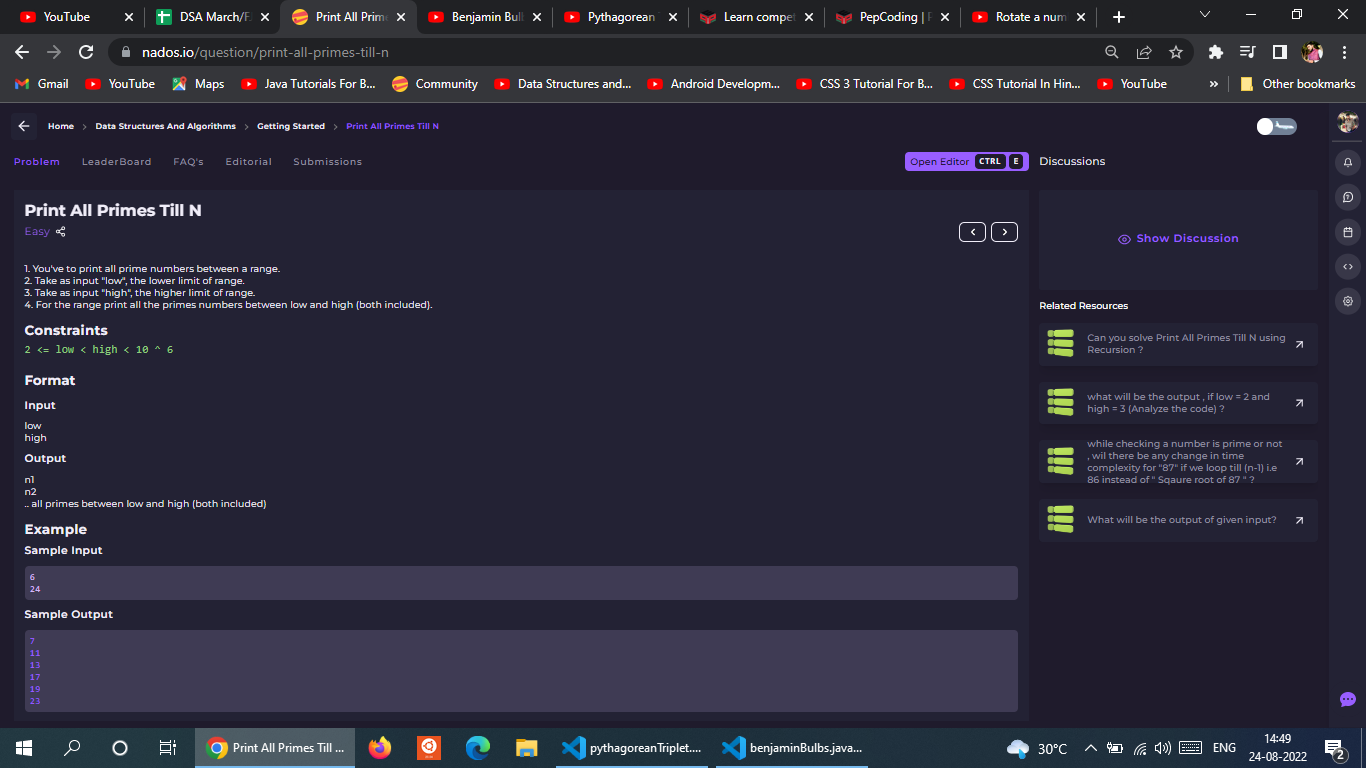 YouTube
DSA March/F
Print All Prim
Benjamin Bull
Pythagorean
Learn compet
PepCoding |
Rotate a num
nados.io/question/print-all-primes-till-n
Gmail
YouTube
Maps
Java Tutorials For B...
Community
Data Structures and...
Android Developm...
CSS 3 Tutorial For B...
CSS Tutorial In Hin...
YouTube
»
Other bookmarks
Home > Data Structures And Algorithms > Getting Started > Print All Primes Till N
Problem
LeaderBoard
FAQ's
Editorial
Submissions
Open Editor CTRL E
Discussions
Print All Primes Till N
Easy
1. You've to print all prime numbers between a range.
2. Take as input "low", the lower limit of range.
3. Take as input "high", the higher limit of range.
4. For the range print all the primes numbers between low and high (both included).
Constraints
2 <= low < high < 10 ^ 6
Format
Input
low
high
Output
n1
n2
.. all primes between low and high (both included)
Example
Sample Input
6
24
Sample Output
7
11
13
17
19
23
Show Discussion
Related Resources
Can you solve Print All Primes Till N using
Recursion ?
what will be the output , if low = 2 and
high = 3 (Analyze the code) ?
while checking a number is prime or not
, wil there be any change in time
complexity for "87" if we loop till (n-1) i.e
86 instead of " Sqaure root of 87 " ?
What will be the output of given input?
Print All Primes Till ...
pythagoreanTriplet....
benjaminBulbs.java...
30°C
ENG
14:49
24-08-2022
2